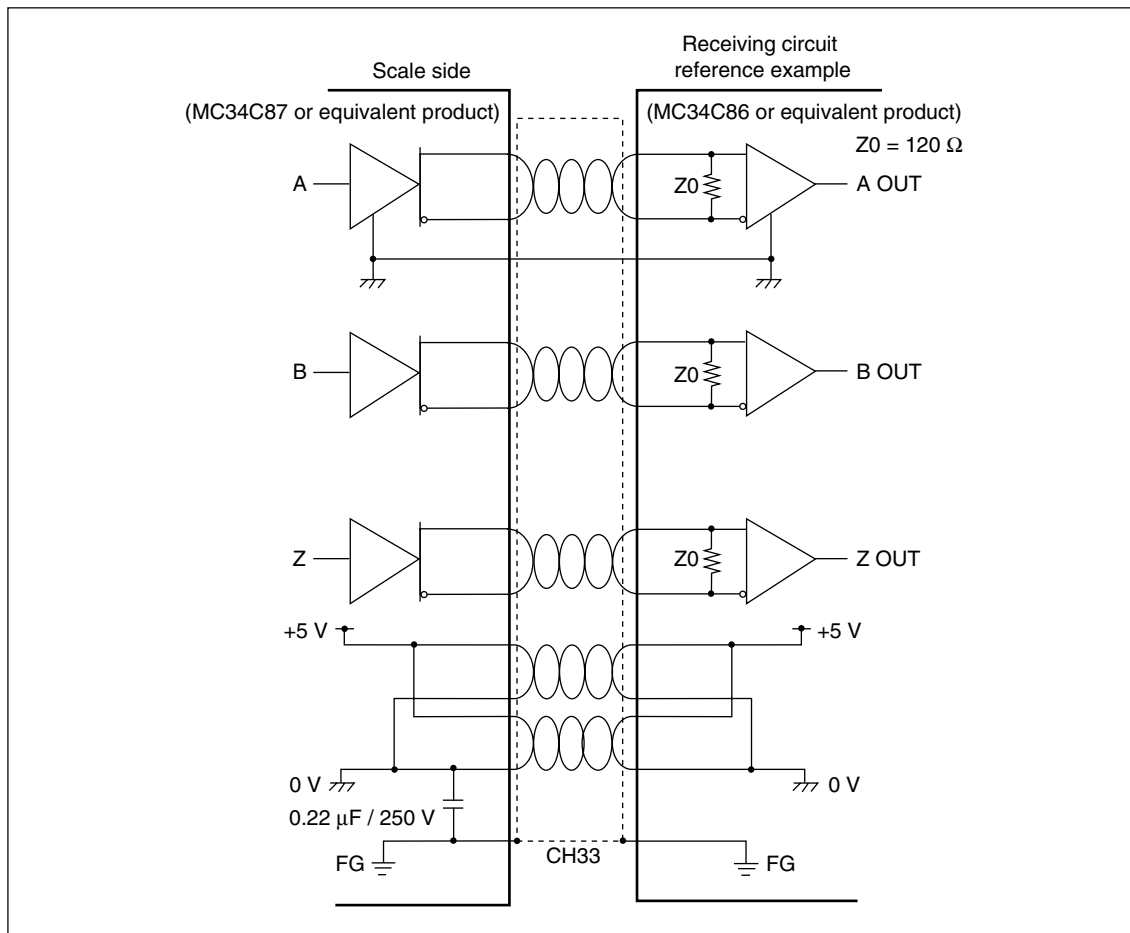 Scale side
Receiving circuit
reference example
(MC34C87 or equivalent product)
(MC34C86 or equivalent product)
Z0 = 120 Ω
A
Z0
A OUT
B
Z0
B OUT
Z
Z0
Z OUT
+5 V
+5 V
0 V
0 V
0.22 μF / 250 V
FG
CH33
FG